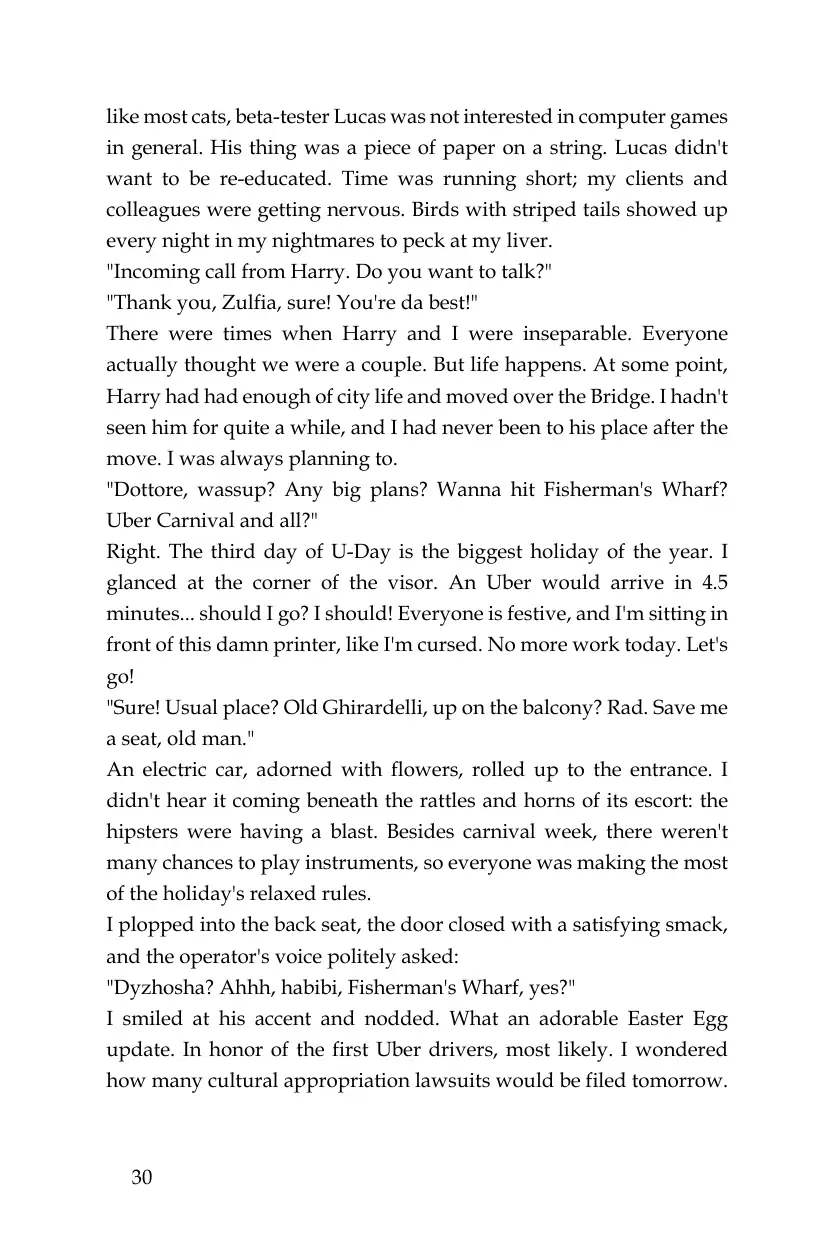 like most cats, beta-tester Lucas was not interested in computer games
in general. His thing was a piece of paper on a string. Lucas didn't
want to be re-educated. Time was running short; my clients and
colleagues were getting nervous. Birds with striped tails showed up
every night in my nightmares to peck at my liver.
"Incoming call from Harry. Do you want to talk?"
"Thank you, Zulfia, sure! You're da best!"
There were times when Harry and I were inseparable. Everyone
actually thought we were a couple. But life happens. At some point,
Harry had had enough of city life and moved over the Bridge. I hadn't
seen him for quite a while, and I had never been to his place after the
move. I was always planning to.
"Dottore, wassup? Any big plans? Wanna hit Fisherman's Wharf?
Uber Carnival and all?"
Right. The third day of U-Day is the biggest holiday of the year. I
glanced at the corner of the visor. An Uber would arrive in 4.5
minutes... should I go? I should! Everyone is festive, and I'm sitting in
front of this damn printer, like I'm cursed. No more work today. Let's
go!
"Sure! Usual place? Old Ghirardelli, up on the balcony? Rad. Save me
a seat, old man."
An electric car, adorned with flowers, rolled up to the entrance. I
didn't hear it coming beneath the rattles and horns of its escort: the
hipsters were having a blast. Besides carnival week, there weren't
many chances to play instruments, so everyone was making the most
of the holiday's relaxed rules.
I plopped into the back seat, the door closed with a satisfying smack,
and the operator's voice politely asked:
"Dyzhosha? Ahhh, habibi, Fisherman's Wharf, yes?"
I smiled at his accent and nodded. What an adorable Easter Egg
update. In honor of the first Uber drivers, most likely. I wondered
how many cultural appropriation lawsuits would be filed tomorrow.
30